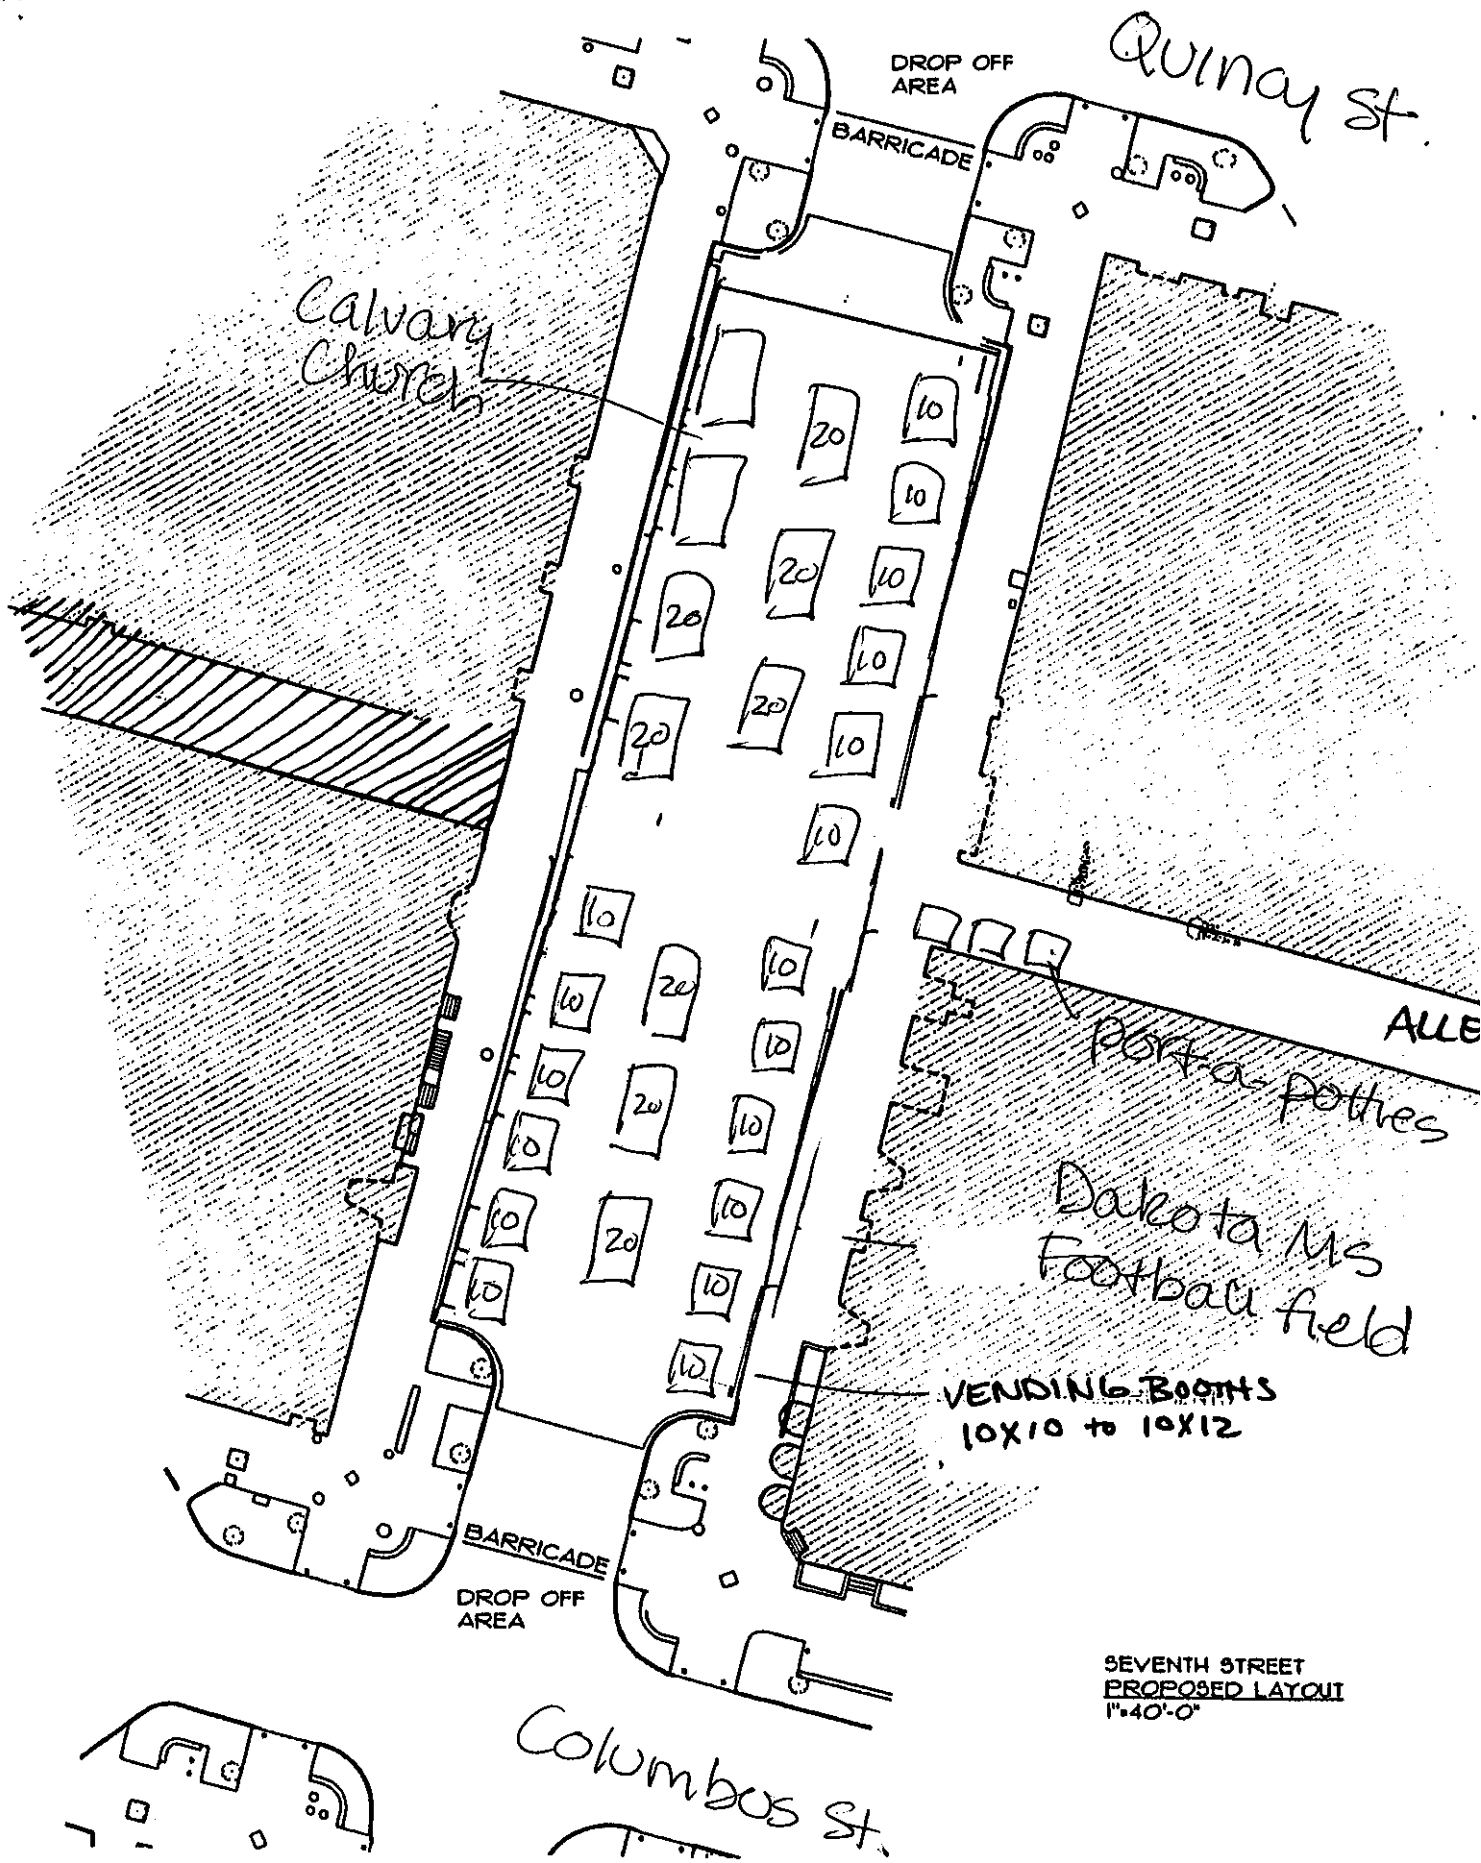 Quincy St.
DROP OFF
AREA
BARRICADE
Calvary
Church
10
20
10
20
10
20
10
20
20
10
10
10
10
20
10
10
10
20
10
10
10
20
10
10
10
10
ALLE
Port-a-potties
Dakota MS
Football field
VENDING BOOTHS
10X10 to 10X12
BARRICADE
DROP OFF
AREA
SEVENTH STREET
PROPOSED LAYOUT
1"=40'-0"
Columbus St.